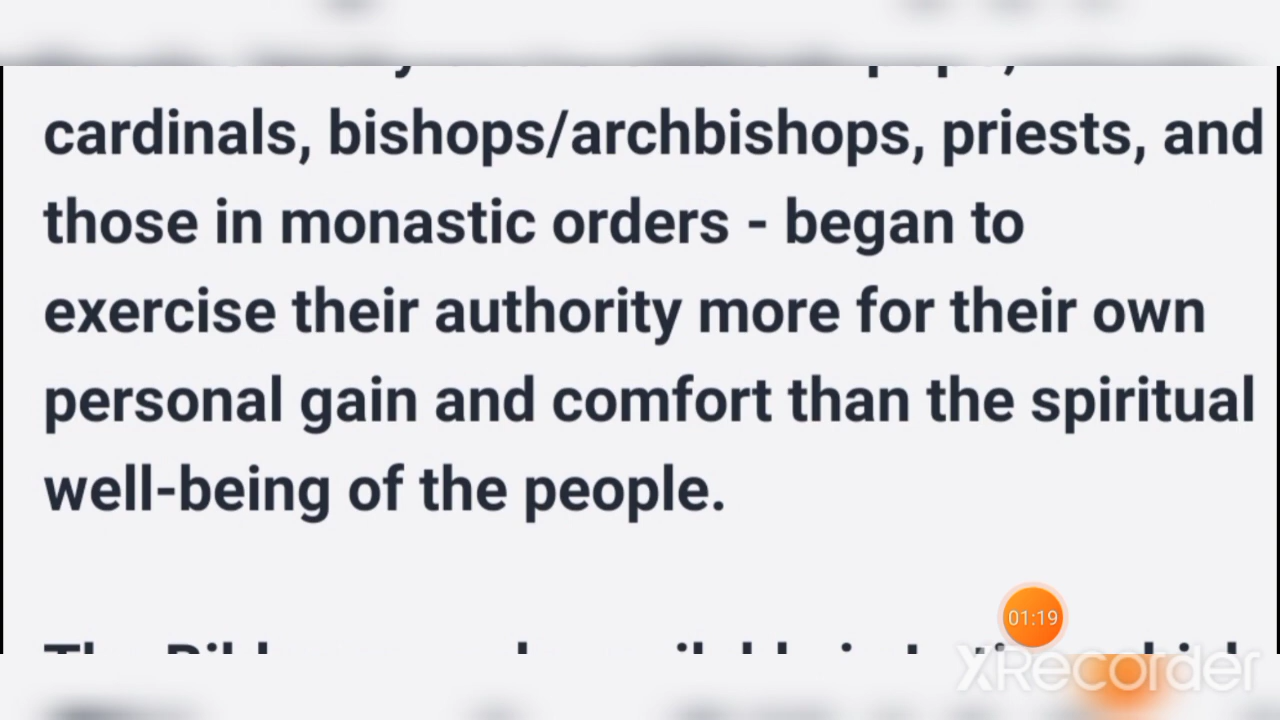 cardinals, bishops/archbishops, priests, and
those in monastic orders - began to
exercise their authority more for their own
personal gain and comfort than the spiritual
well-being of the people.
01:19
XRecorder